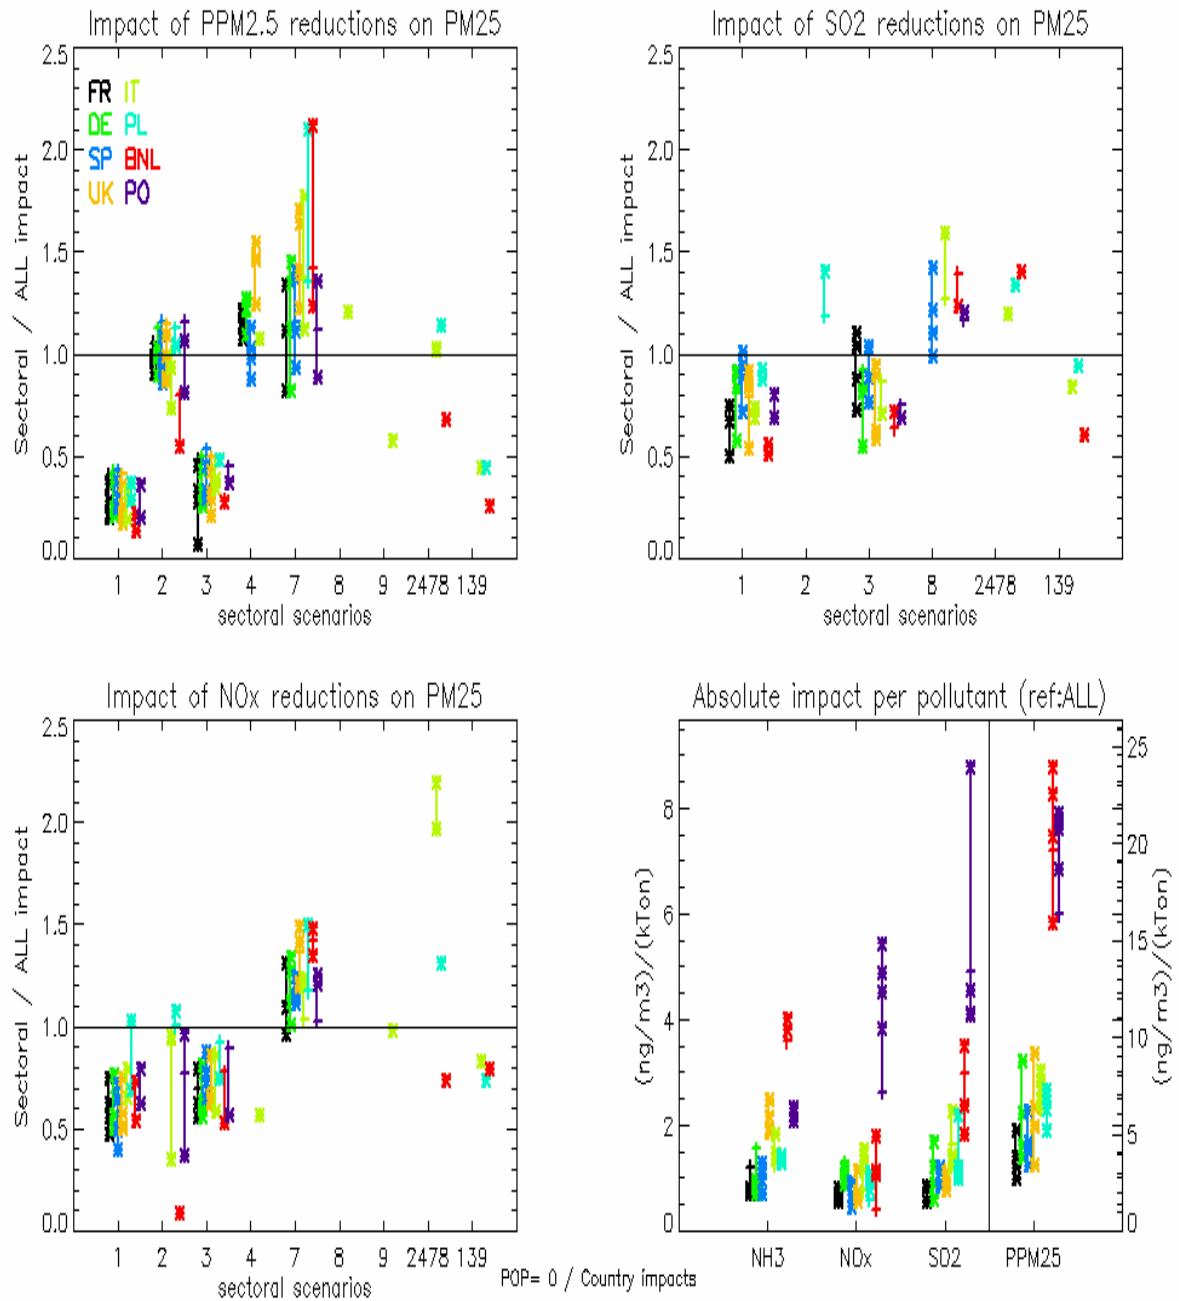 Impact of PPM2.5 reductions on PM25
2.5
2.0
1.5
1.0
0.5
0.0
Sectoral / ALL impact
FR IT
DE PL
SP BNL
UK PO
1 2 3 4 7 8 9 2478 139
sectoral scenarios
Impact of SO2 reductions on PM25
2.5
2.0
1.5
1.0
0.5
0.0
Sectoral / ALL impact
1 2 3 8 2478 139
sectoral scenarios
Impact of NOx reductions on PM25
2.5
2.0
1.5
1.0
0.5
0.0
Sectoral / ALL impact
1 2 3 4 7 8 9 2478 139
sectoral scenarios
Absolute impact per pollutant (ref:ALL)
8
6
4
2
0
(ng/m3)/(kTon)
25
20
15
10
5
0
(ng/m3)/(kTon)
NH3 NOx SO2 PPM25
POP= 0 / Country impacts